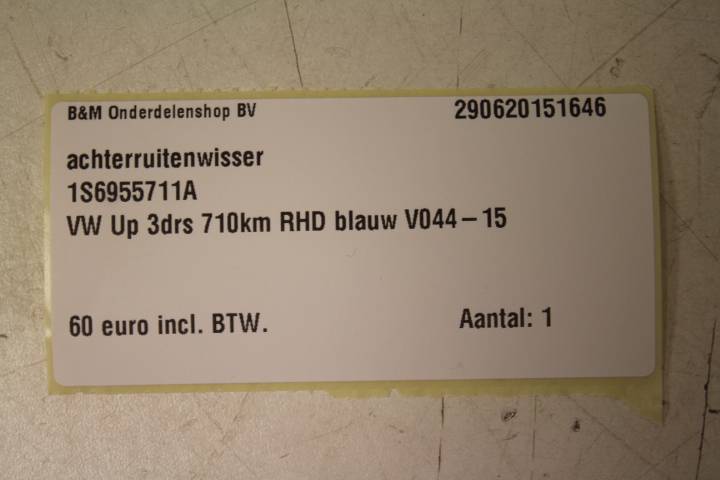 B&M Onderdelenshop BV 290620151646
achterruitenwisser
1S6955711A
VW Up 3drs 710km RHD blauw V044-15
60 euro incl. BTW. Aantal: 1